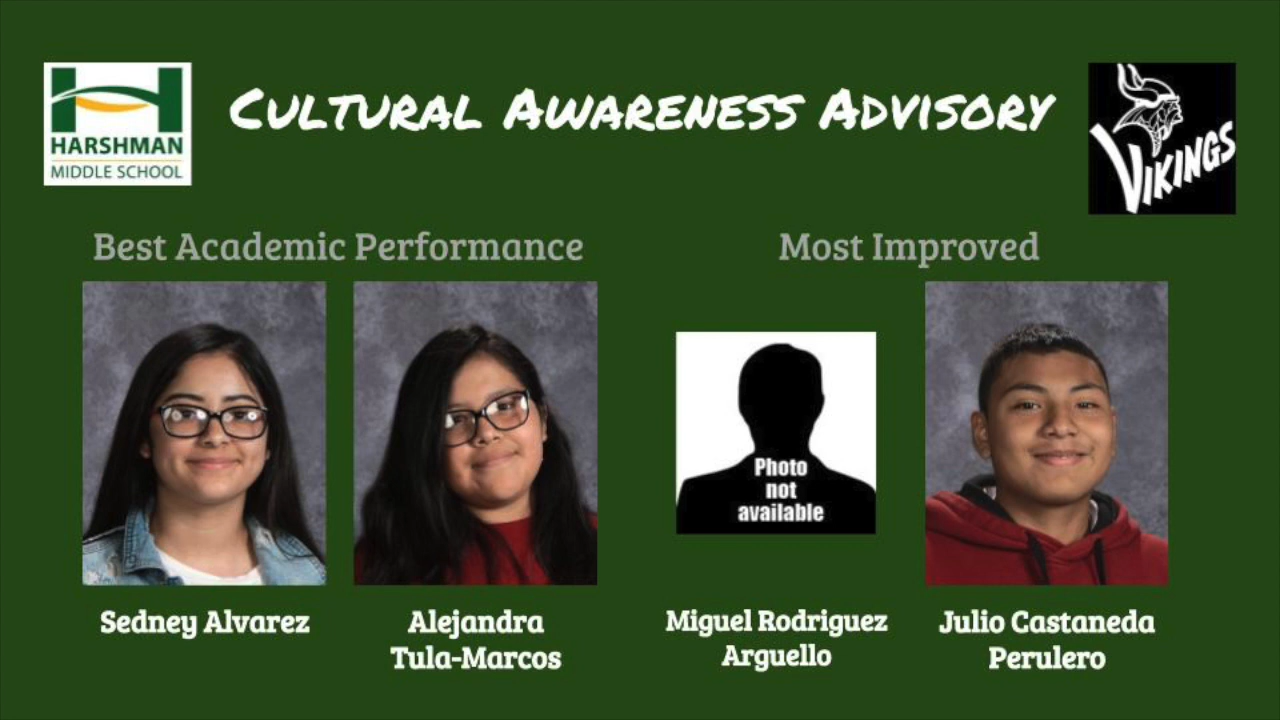 HARSHMAN
MIDDLE SCHOOL
Cultural Awareness Advisory
VIKINGS
Best Academic Performance
Most Improved
Photo
not
available
Sedney Alvarez
Alejandra
Tula-Marcos
Miguel Rodriguez
Arguello
Julio Castaneda
Perulero